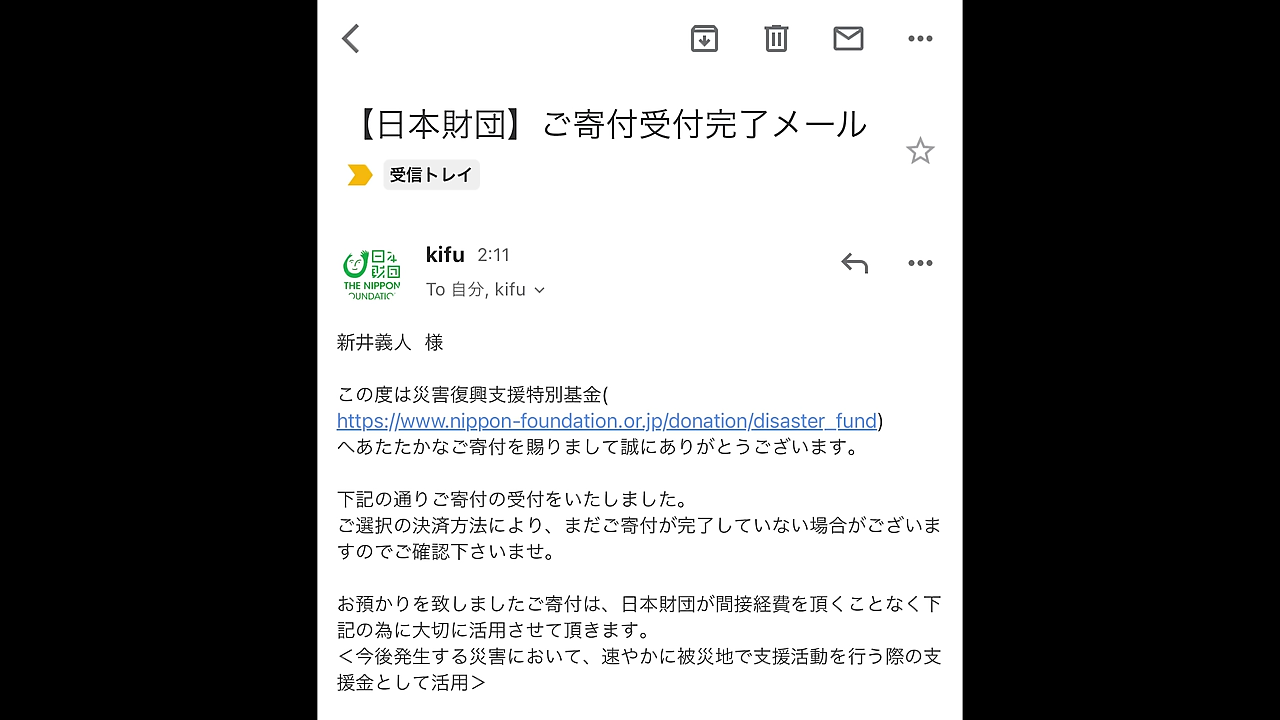 【日本財団】ご寄付受付完了メール
受信トレイ
日本
財団
THE NIPPON
kifu 2:11
To 自分, kifu
新井義人 様
この度は災害復興支援特別基金(
https://www.nippon-foundation.or.jp/donation/disaster_fund)
へあたたかなご寄付を賜りまして誠にありがとうございます。
下記の通りご寄付の受付をいたしました。
ご選択の決済方法により、まだご寄付が完了していない場合がございま
すのでご確認下さいませ。
お預かりを致しましたご寄付は、日本財団が間接経費を頂くことなく下
記の為に大切に活用させて頂きます。
＜今後発生する災害において、速やかに被災地で支援活動を行う際の支
援金として活用＞